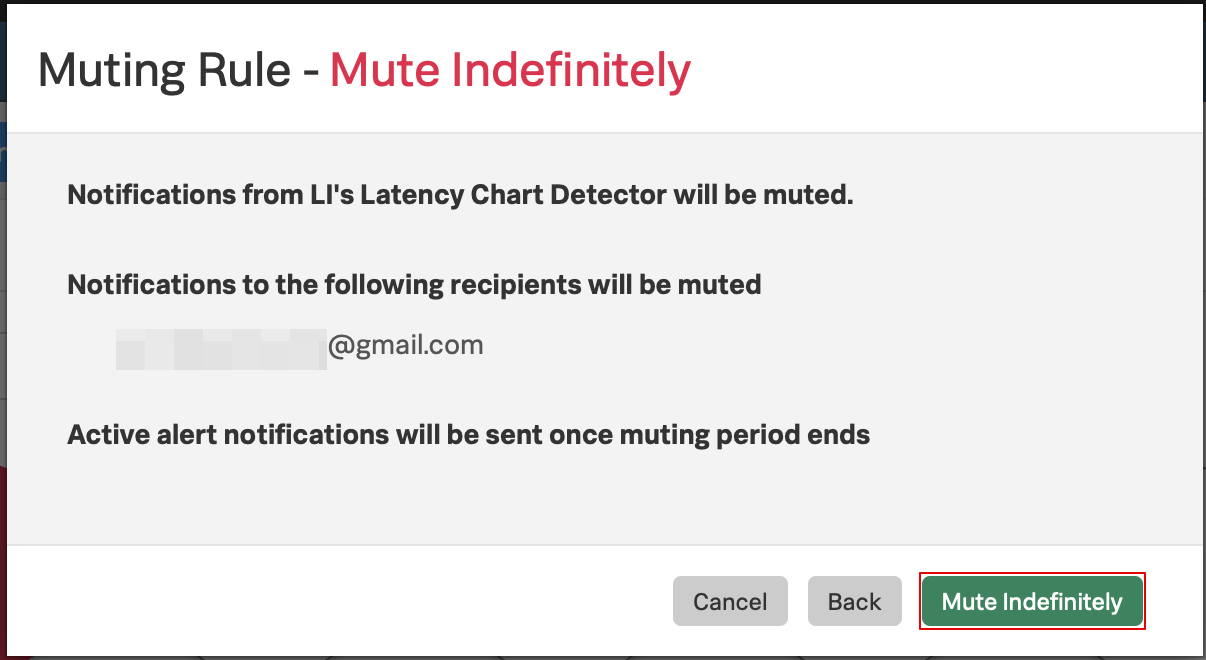 Muting Rule - Mute Indefinitely
Notifications from LI's Latency Chart Detector will be muted.
Notifications to the following recipients will be muted
@gmail.com
Active alert notifications will be sent once muting period ends
Cancel
Back
Mute Indefinitely